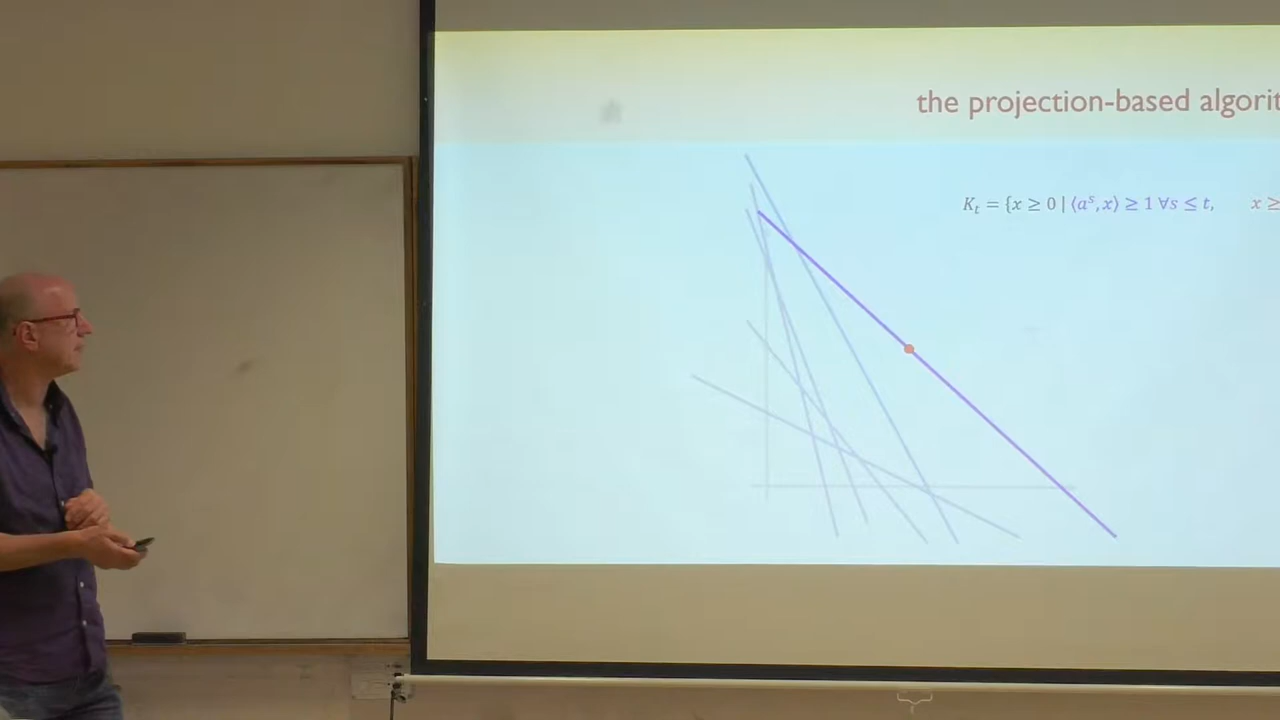 the projection-based algorit
K_t = {x ≥ 0 | ⟨a^s, x⟩ ≥ 1 ∀s ≤ t, x ≥